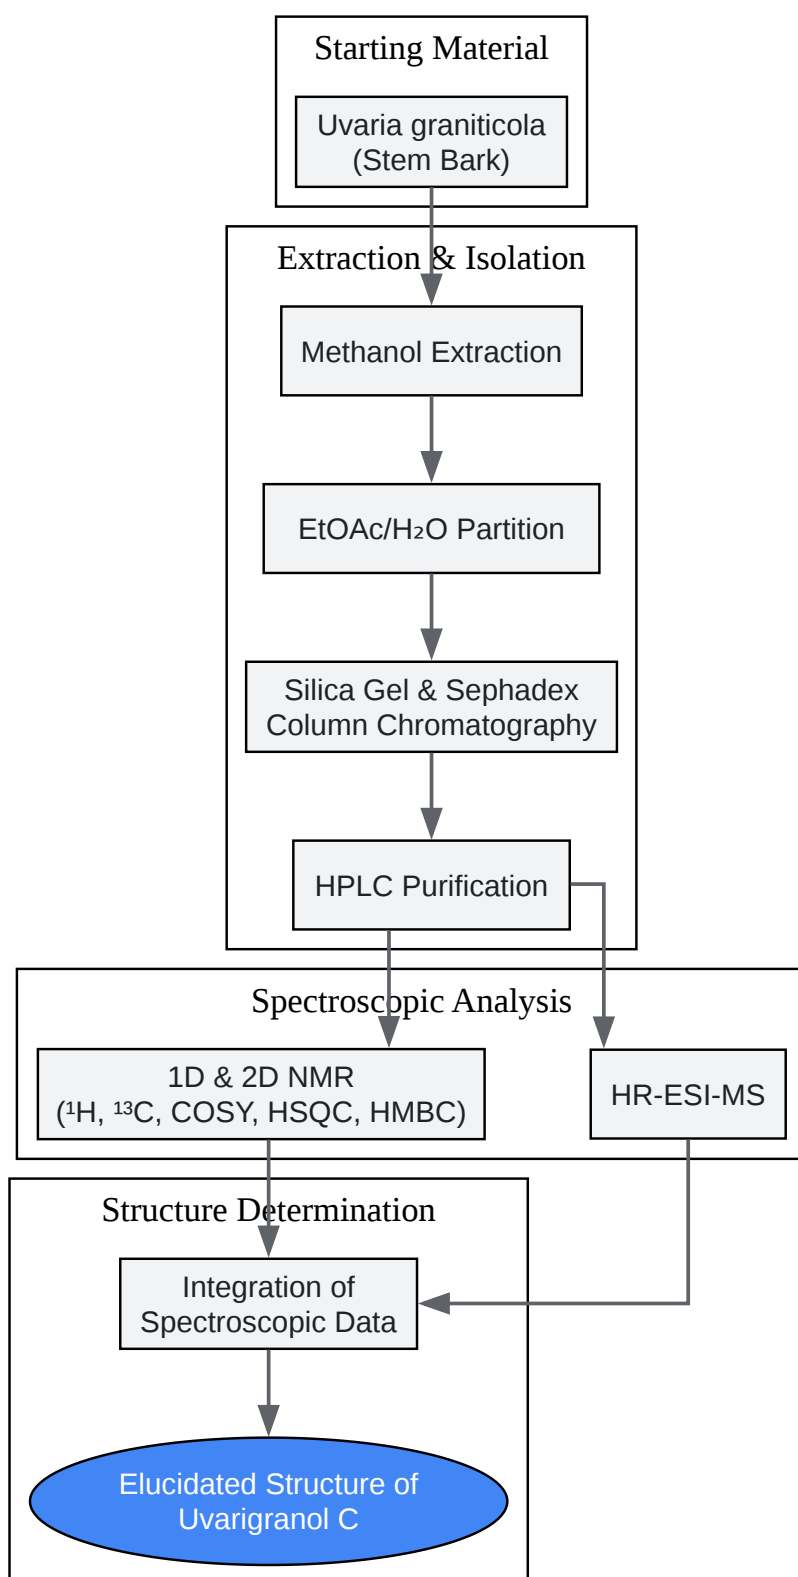 Starting Material
Uvaria graniticola
(Stem Bark)
Extraction & Isolation
Methanol Extraction
EtOAc/H₂O Partition
Silica Gel & Sephadex
Column Chromatography
HPLC Purification
Spectroscopic Analysis
1D & 2D NMR
(¹H, ¹³C, COSY, HSQC, HMBC)
HR-ESI-MS
Structure Determination
Integration of
Spectroscopic Data
Elucidated Structure of
Uvarigranol C